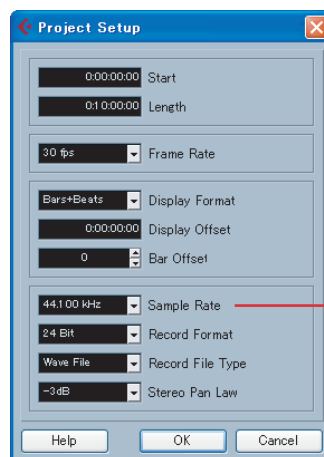 Project Setup
0:00:00:00 Start
0:10:00:00 Length
30 fps Frame Rate
Bars+Beats Display Format
0:00:00:00 Display Offset
0 Bar Offset
44.100 kHz Sample Rate
24 Bit Record Format
Wave File Record File Type
-3dB Stereo Pan Law
Help OK Cancel